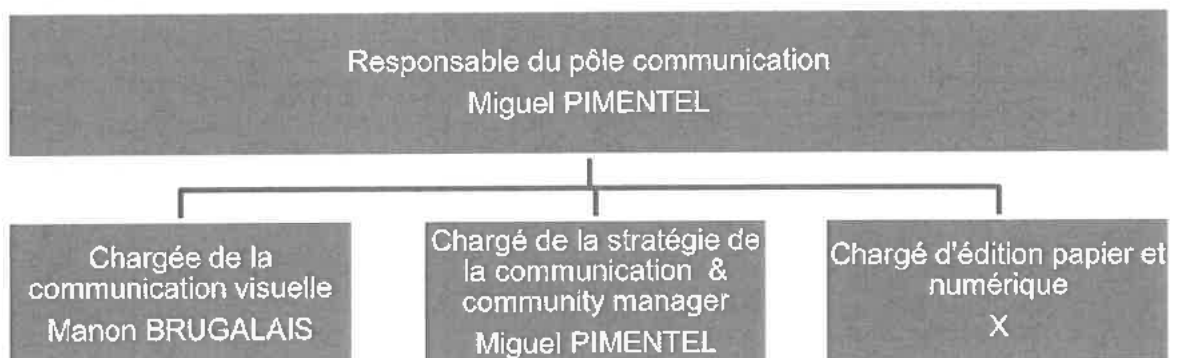 Responsable du pôle communication
Miguel PIMENTEL
Chargée de la
communication visuelle
Manon BRUGALAIS
Chargé de la stratégie de
la communication &
community manager
Miguel PIMENTEL
Chargé d'édition papier et
numérique
X